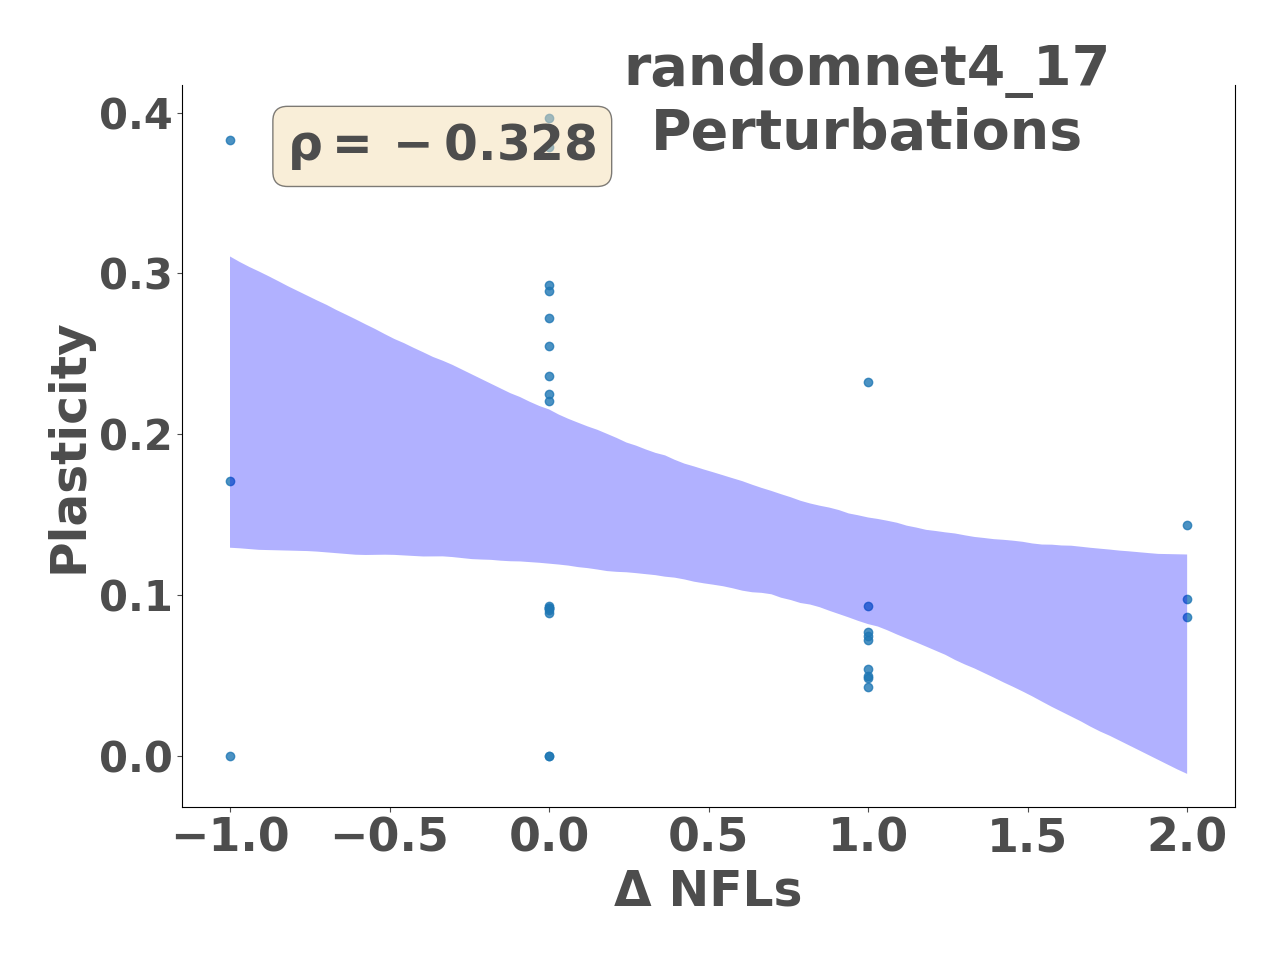 randomnet4_17
Perturbations
ρ = − 0.328
0.4
0.3
0.2
0.1
0.0
Plasticity
−1.0 −0.5 0.0 0.5 1.0 1.5 2.0
Δ NFLs